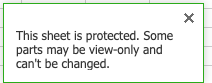 This sheet is protected. Some
parts may be view-only and
can't be changed.